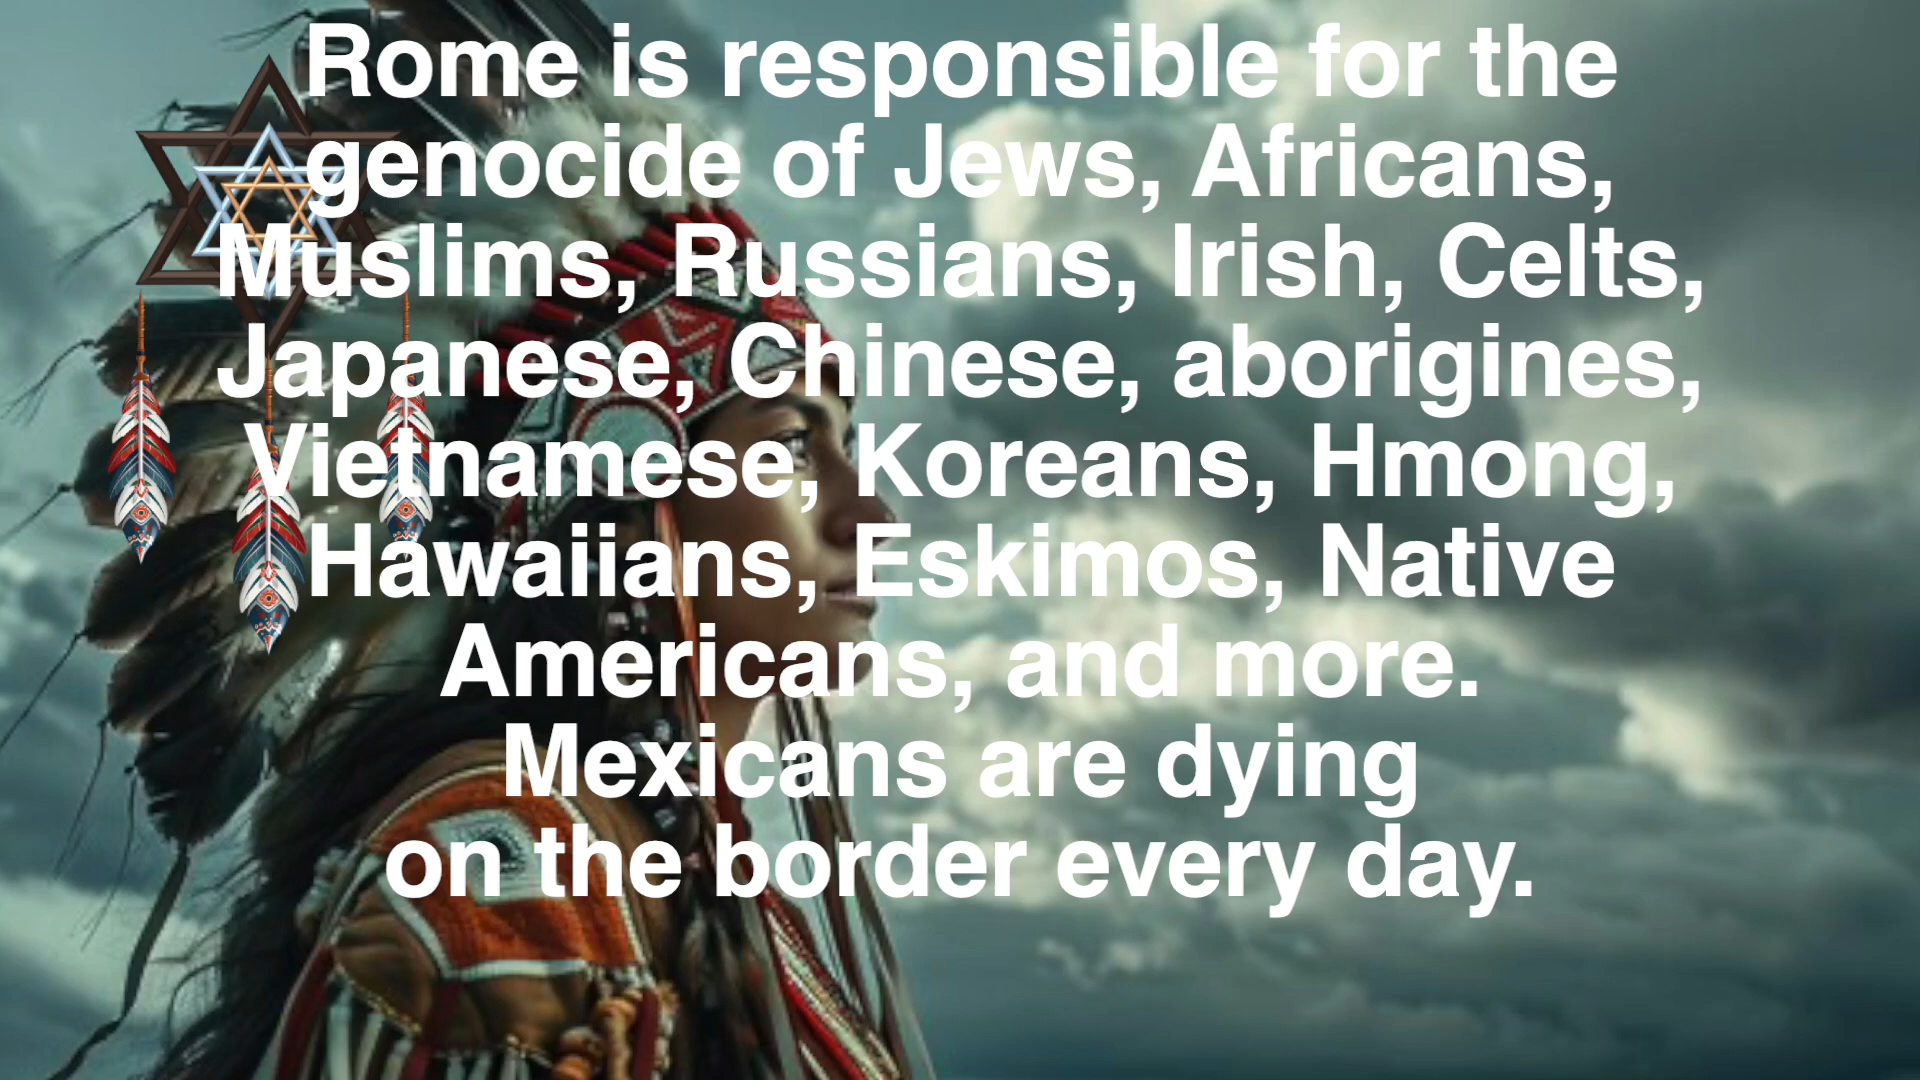 Rome is responsible for the
genocide of Jews, Africans,
Muslims, Russians, Irish, Celts,
Japanese, Chinese, aborigines,
Vietnamese, Koreans, Hmong,
Hawaiians, Eskimos, Native
Americans, and more.
Mexicans are dying
on the border every day.